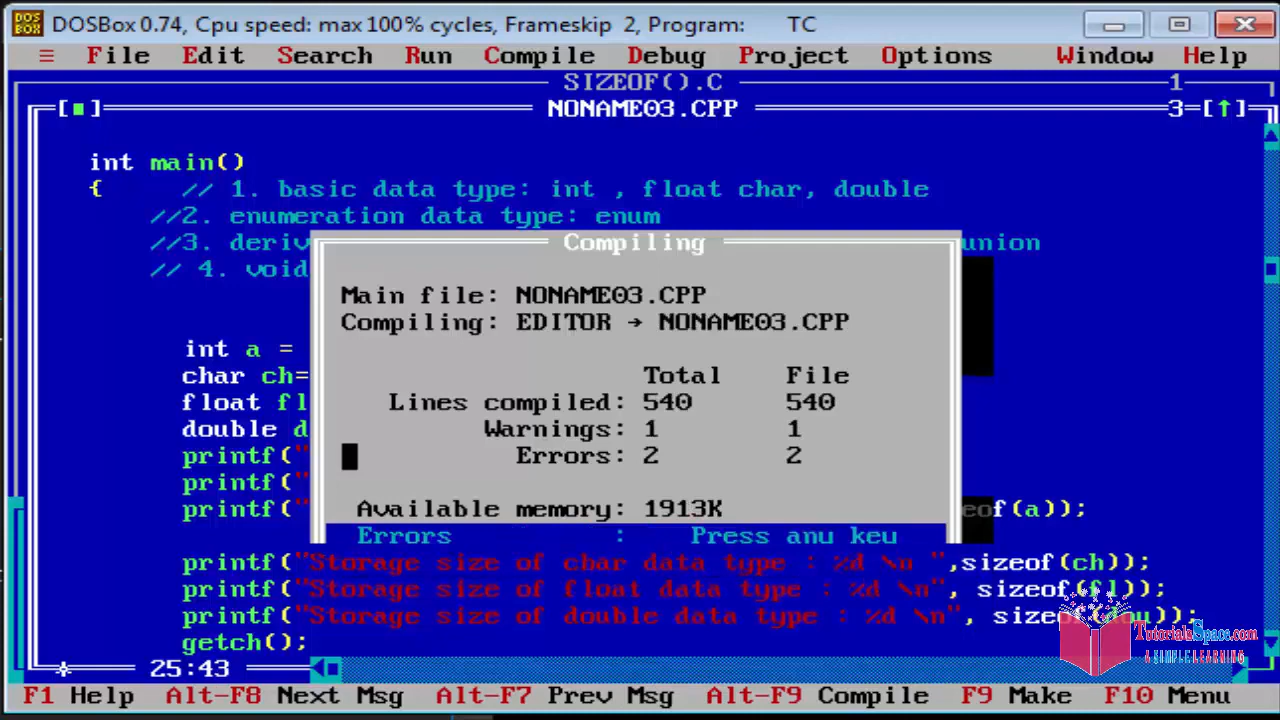 DOSBox 0.74, Cpu speed: max 100% cycles, Frameskip 2, Program: TC
≡ File Edit Search Run Compile Debug Project Options Window Help
SIZEOF().C 1
[■] NONAME03.CPP 3=[↑]
int main()
{ // 1. basic data type: int , float char, double
//2. enumeration data type: enum
//3. deriv union
// 4. void
int a =
char ch=
float fl
double d
printf("
printf("
printf(" eof(a));
Compiling
Main file: NONAME03.CPP
Compiling: EDITOR → NONAME03.CPP
Total File
Lines compiled: 540 540
Warnings: 1 1
Errors: 2 2
Available memory: 1913K
Errors : Press any key
printf("Storage size of char data type : %d \n ",sizeof(ch));
printf("Storage size of float data type : %d \n", sizeof(fl));
printf("Storage size of double data type : %d \n", sizeof(dou));
getch();
25:43
TutorialsSpace.com
A SIMPLE LEARNING
F1 Help Alt-F8 Next Msg Alt-F7 Prev Msg Alt-F9 Compile F9 Make F10 Menu